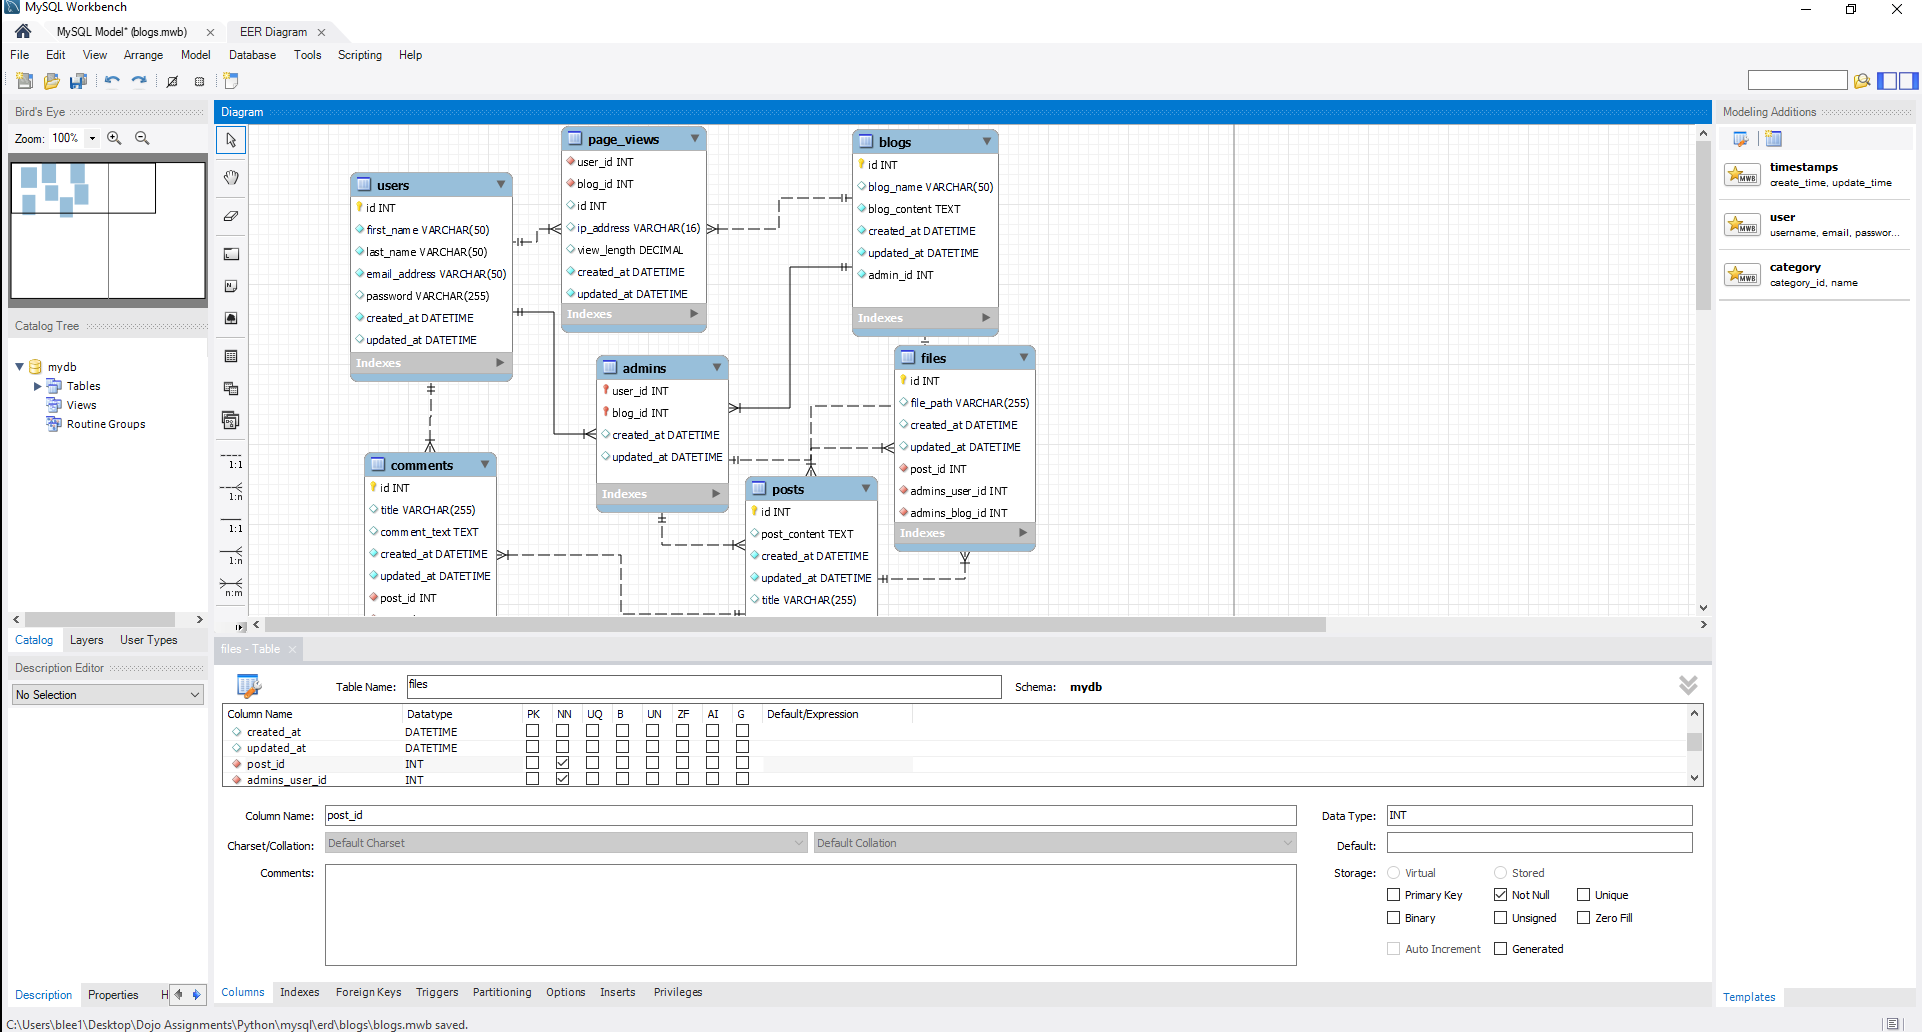 MySQL Workbench
MySQL Model* (blogs.mwb)
EER Diagram
File Edit View Arrange Model Database Tools Scripting Help
Bird's Eye
Zoom: 100%
Catalog Tree
mydb
Tables
Views
Routine Groups
Catalog Layers User Types
Description Editor
No Selection
Description Properties H
Diagram
1:1
1:n
1:1
1:n
n:m
users
id INT
first_name VARCHAR(50)
last_name VARCHAR(50)
email_address VARCHAR(50)
password VARCHAR(255)
created_at DATETIME
updated_at DATETIME
Indexes
page_views
user_id INT
blog_id INT
id INT
ip_address VARCHAR(16)
view_length DECIMAL
created_at DATETIME
updated_at DATETIME
Indexes
blogs
id INT
blog_name VARCHAR(50)
blog_content TEXT
created_at DATETIME
updated_at DATETIME
admin_id INT
Indexes
admins
user_id INT
blog_id INT
created_at DATETIME
updated_at DATETIME
Indexes
files
id INT
file_path VARCHAR(255)
created_at DATETIME
updated_at DATETIME
post_id INT
admins_user_id INT
admins_blog_id INT
Indexes
comments
id INT
title VARCHAR(255)
comment_text TEXT
created_at DATETIME
updated_at DATETIME
post_id INT
posts
id INT
post_content TEXT
created_at DATETIME
updated_at DATETIME
title VARCHAR(255)
Modeling Additions
MWB
timestamps
create_time, update_time
MWB
user
username, email, passwor...
MWB
category
category_id, name
Templates
files - Table
Table Name: files Schema: mydb
Column Name Datatype PK NN UQ B UN ZF AI G Default/Expression
created_at DATETIME
updated_at DATETIME
post_id INT
admins_user_id INT
Column Name: post_id Data Type: INT
Charset/Collation: Default Charset Default Collation Default:
Comments: Storage: Virtual Stored
Primary Key Not Null Unique
Binary Unsigned Zero Fill
Auto Increment Generated
Columns Indexes Foreign Keys Triggers Partitioning Options Inserts Privileges
C:\Users\blee1\Desktop\Dojo Assignments\Python\mysql\erd\blogs\blogs.mwb saved.